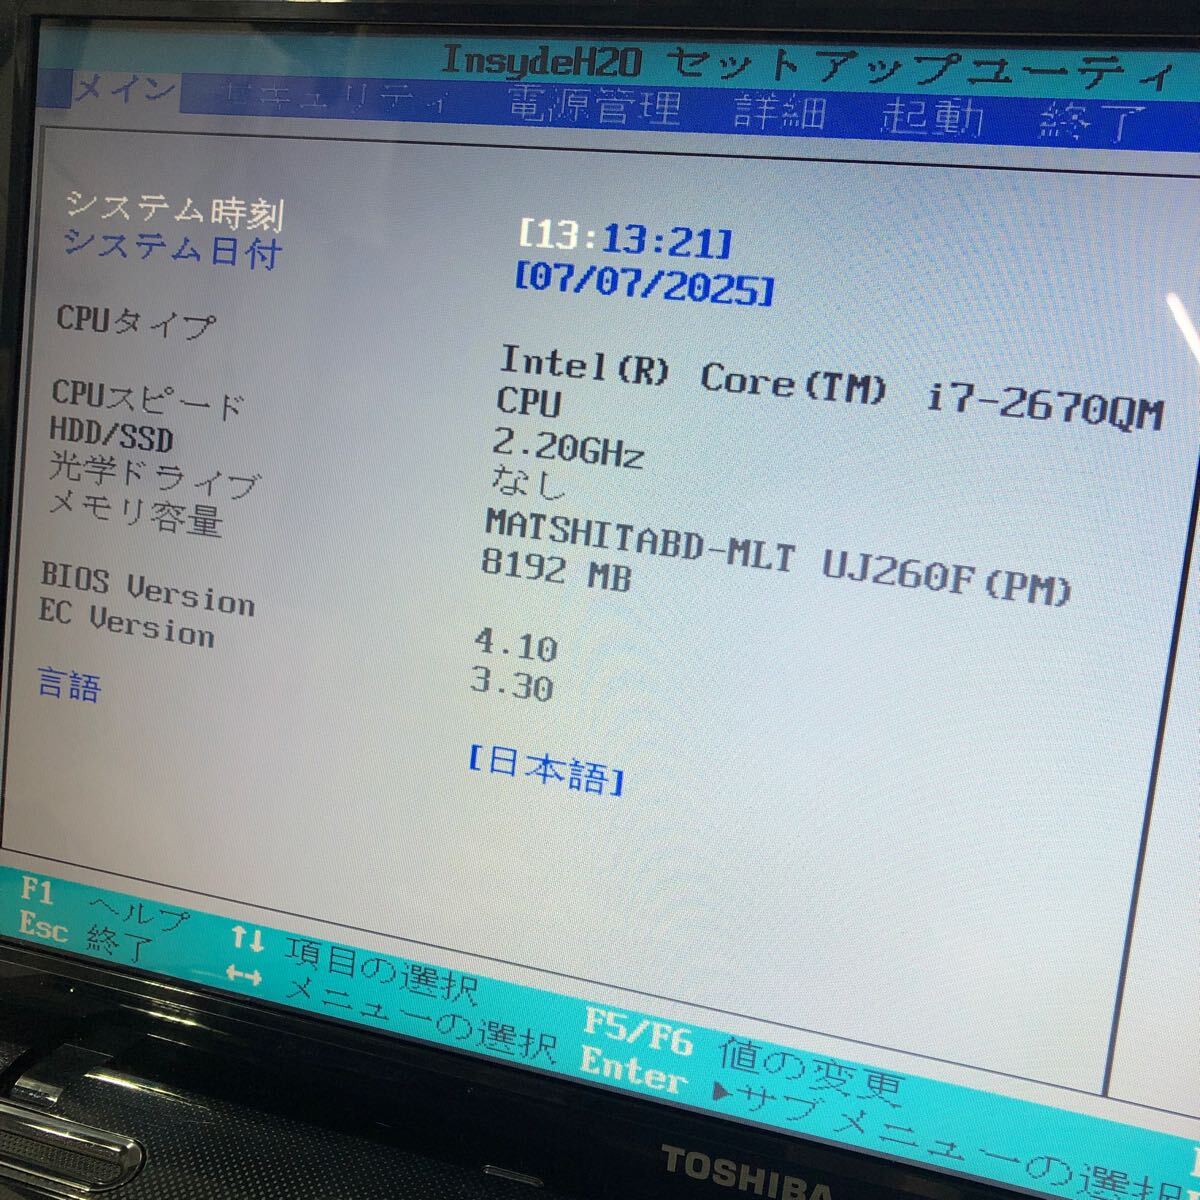 InsydeH2O セットアップユーティ
メイン セキュリティ 電源管理 詳細 起動 終了
システム時刻 [13:13:21]
システム日付 [07/07/2025]
CPUタイプ Intel(R) Core(TM) i7-2670QM
CPU
CPUスピード 2.20GHz
HDD/SSD なし
光学ドライブ MATSHITABD-MLT UJ260F(PM)
メモリ容量 8192 MB
BIOS Version 4.10
EC Version 3.30
言語 [日本語]
F1 ヘルプ ↑↓ 項目の選択 F5/F6 値の変更
Esc 終了 ←→ メニューの選択 Enter ▶サブメニューの選択
TOSHIBA